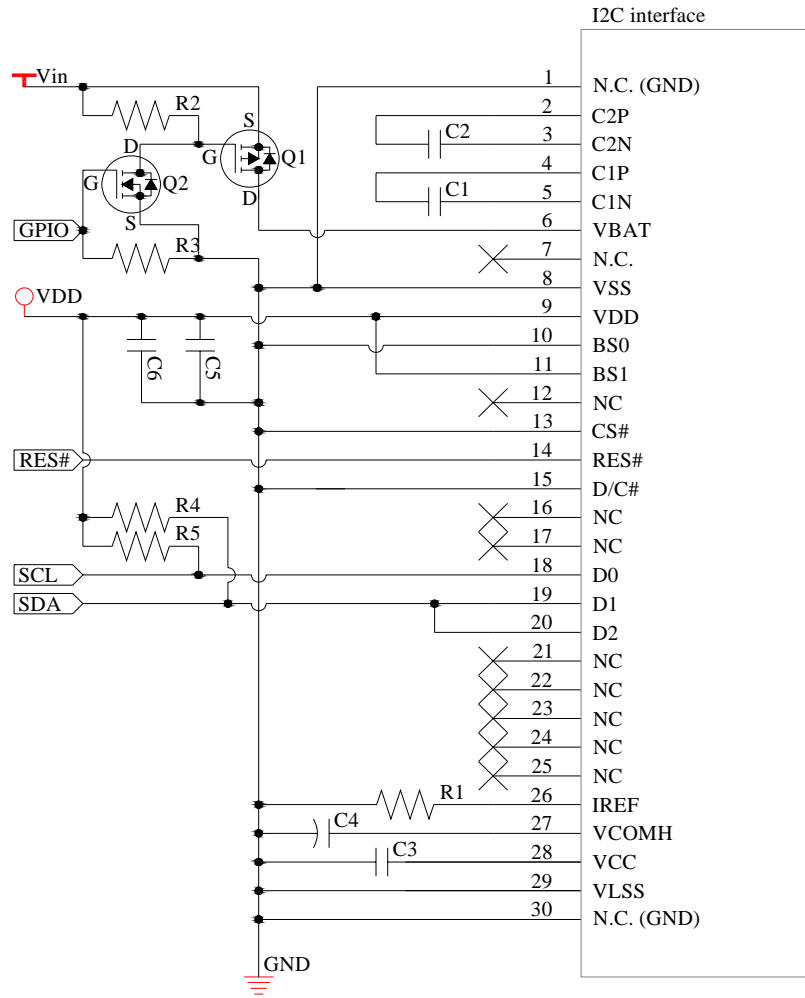 I2C interface
Vin
R2
S
G
Q1
D
D
G
Q2
S
GPIO
R3
VDD
C6
C5
RES#
R4
R5
SCL
SDA
C2
C1
R1
C4
C3
GND
1 N.C. (GND)
2 C2P
3 C2N
4 C1P
5 C1N
6 VBAT
7 N.C.
8 VSS
9 VDD
10 BS0
11 BS1
12 NC
13 CS#
14 RES#
15 D/C#
16 NC
17 NC
18 D0
19 D1
20 D2
21 NC
22 NC
23 NC
24 NC
25 NC
26 IREF
27 VCOMH
28 VCC
29 VLSS
30 N.C. (GND)